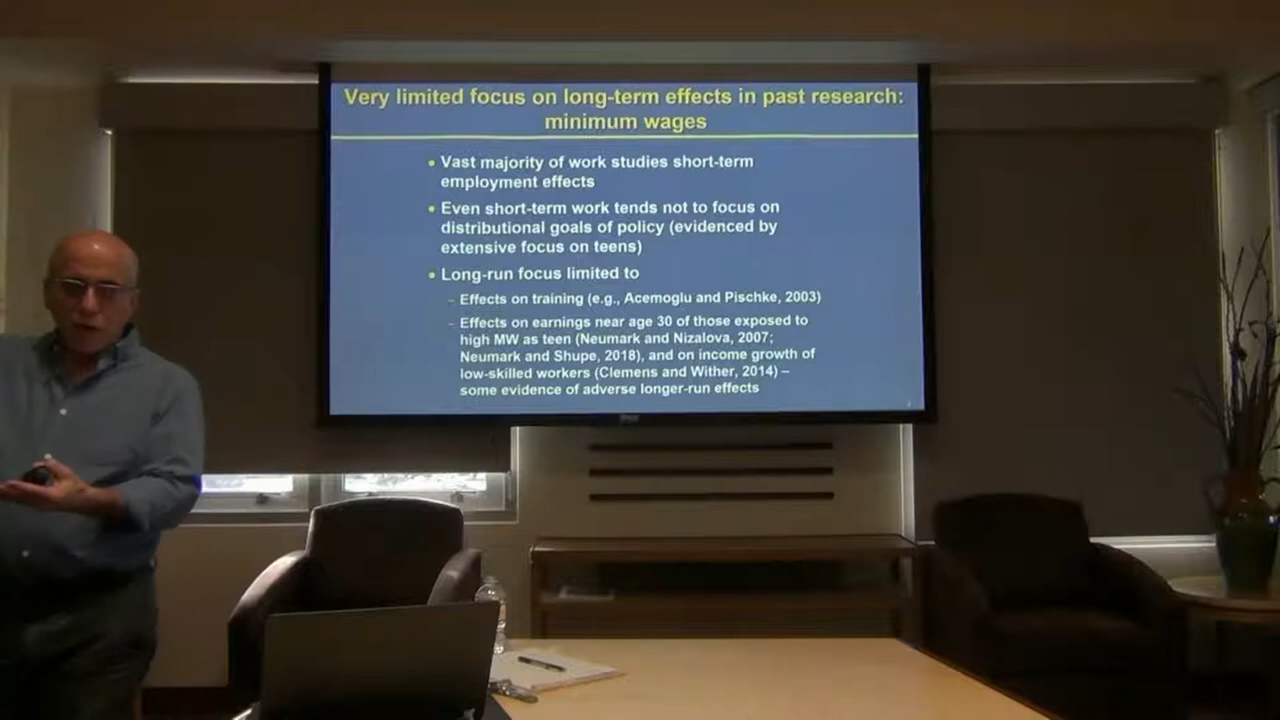 Very limited focus on long-term effects in past research:
minimum wages
• Vast majority of work studies short-term
employment effects
• Even short-term work tends not to focus on
distributional goals of policy (evidenced by
extensive focus on teens)
• Long-run focus limited to
– Effects on training (e.g., Acemoglu and Pischke, 2003)
– Effects on earnings near age 30 of those exposed to
high MW as teen (Neumark and Nizalova, 2007;
Neumark and Shupe, 2018), and on income growth of
low-skilled workers (Clemens and Wither, 2014) –
some evidence of adverse longer-run effects